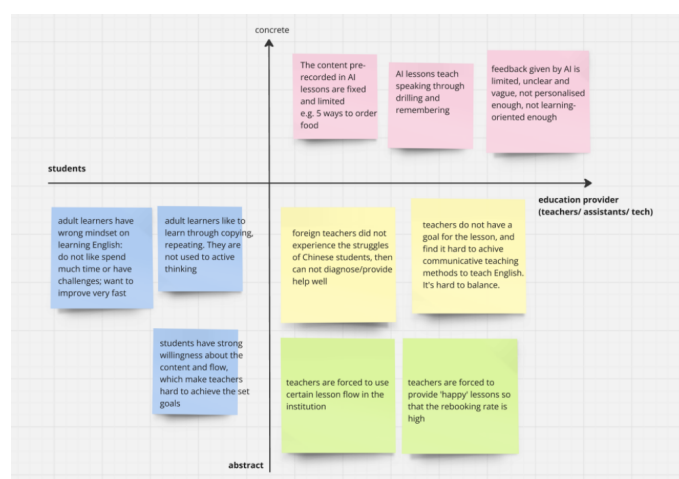 concrete
The content pre-
recorded in AI
lessons are fixed
and limited
e.g. 5 ways to order
food
AI lessons teach
speaking through
drilling and
remembering
feedback given by AI is
limited, unclear and
vague, not personalised
enough, not learning-
oriented enough
students
education provider
(teachers/ assistants/ tech)
adult learners have
wrong mindset on
learning English:
do not like spend
much time or have
challenges; want to
improve very fast
adult learners like to
learn through copying,
repeating. They are
not used to active
thinking
foreign teachers did not
experience the struggles
of Chinese students, then
can not diagnose/provide
help well
teachers do not have a
goal for the lesson, and
find it hard to achive
communicative teaching
methods to teach English.
It's hard to balance.
students have strong
willingness about the
content and flow,
which make teachers
hard to achieve the set
goals
teachers are forced to use
certain lesson flow in the
institution
teachers are forced to
provide 'happy' lessons so
that the rebooking rate is
high
abstract